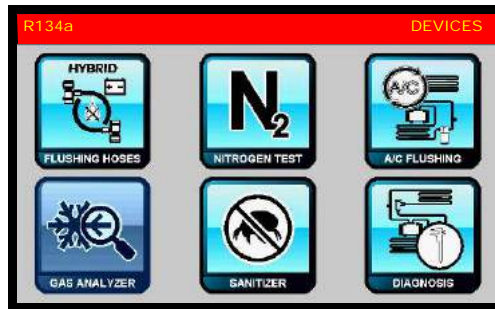 R134a DEVICES
HYBRID
FLUSHING HOSES
N2
NITROGEN TEST
A/C
A/C FLUSHING
GAS ANALYZER
SANITIZER
DIAGNOSIS